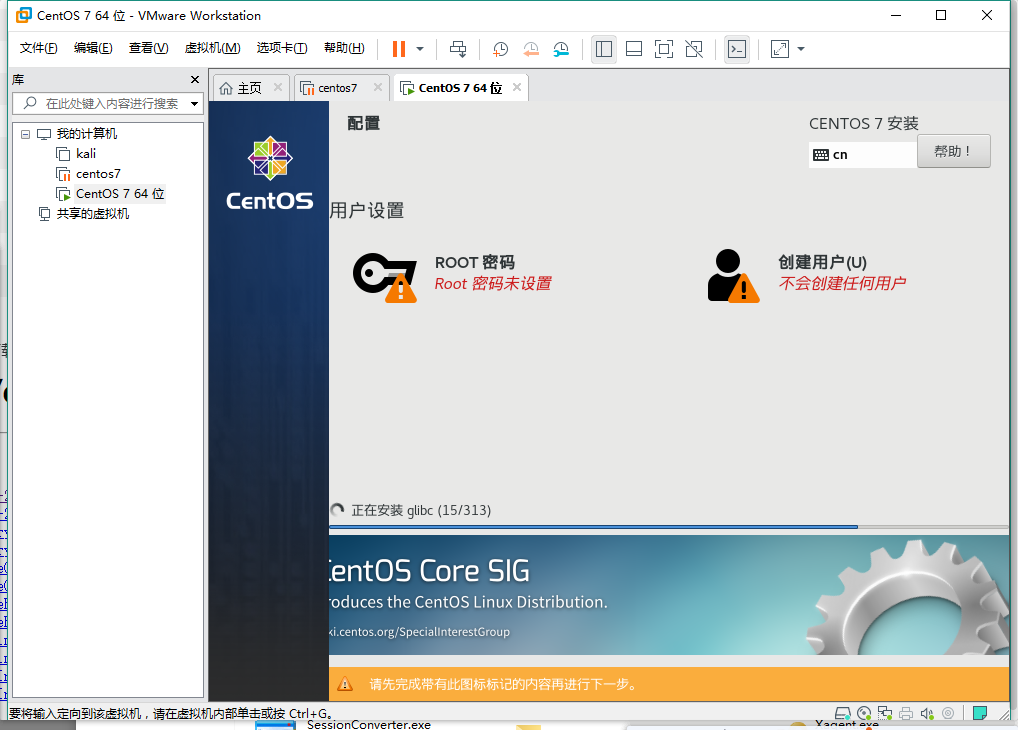 CentOS 7 64 位 - VMware Workstation
文件(F) 编辑(E) 查看(V) 虚拟机(M) 选项卡(T) 帮助(H)
库
在此处键入内容进行搜索
我的计算机
kali
centos7
CentOS 7 64 位
共享的虚拟机
主页 centos7 CentOS 7 64 位
CentOS
配置
CENTOS 7 安装
cn
帮助！
用户设置
ROOT 密码
Root 密码未设置
创建用户(U)
不会创建任何用户
正在安装 glibc (15/313)
CentOS Core SIG
roduces the CentOS Linux Distribution.
ki.centos.org/SpecialInterestGroup
请先完成带有此图标标记的内容再进行下一步。
要将输入定向到该虚拟机，请在虚拟机内部单击或按 Ctrl+G。
SessionConverter.exe
Xagent.exe